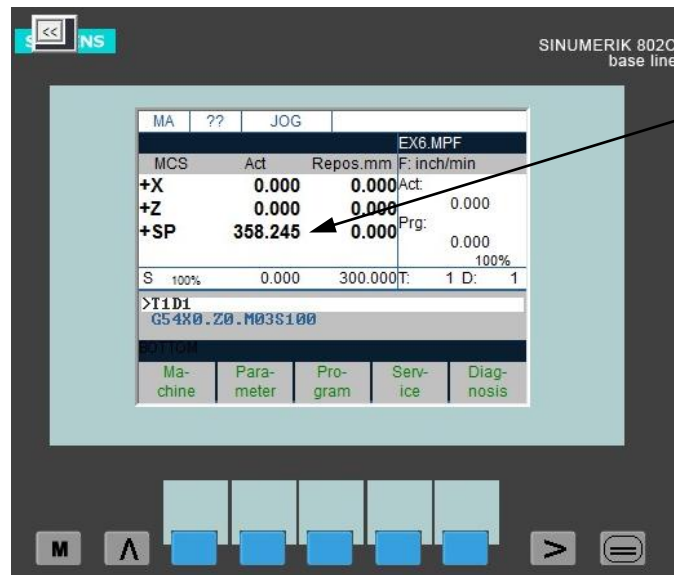 <<
S NS
SINUMERIK 802C
base line
MA ?? JOG
EX6.MPF
MCS Act Repos.mm F: inch/min
+X 0.000 0.000 Act:
0.000
+Z 0.000 0.000
+SP 358.245 0.000 Prg:
0.000
100%
S 100% 0.000 300.000 T: 1 D: 1
>T1D1
G54X0.Z0.M03S100
BOTTOM
Ma-
chine
Para-
meter
Pro-
gram
Serv-
ice
Diag-
nosis
M Λ >